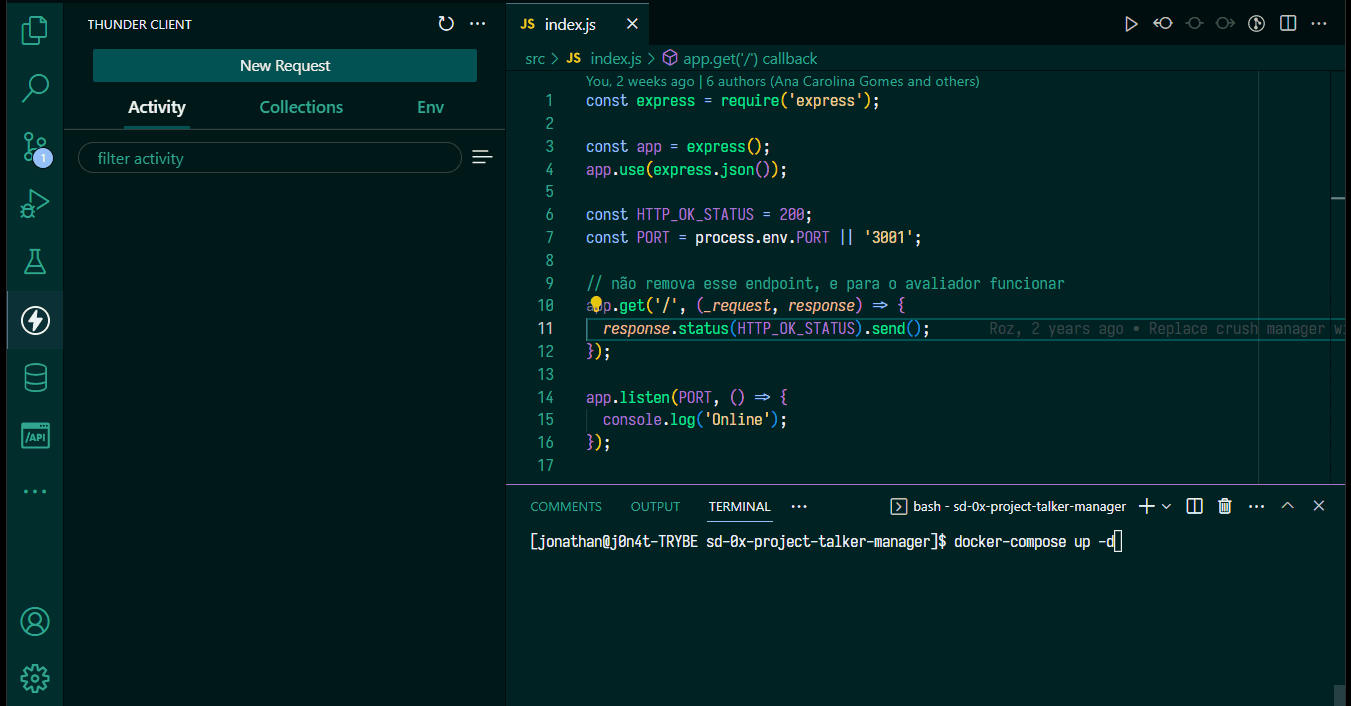 THUNDER CLIENT
New Request
Activity Collections Env
filter activity
1
/API
JS index.js
src > JS index.js > app.get('/') callback
You, 2 weeks ago | 6 authors (Ana Carolina Gomes and others)
1 const express = require('express');
2
3 const app = express();
4 app.use(express.json());
5
6 const HTTP_OK_STATUS = 200;
7 const PORT = process.env.PORT || '3001';
8
9 // não remova esse endpoint, e para o avaliador funcionar
10 app.get('/', (_request, response) => {
11 response.status(HTTP_OK_STATUS).send(); Roz, 2 years ago • Replace crush manager wi
12 });
13
14 app.listen(PORT, () => {
15 console.log('Online');
16 });
17
COMMENTS OUTPUT TERMINAL bash - sd-0x-project-talker-manager
[jonathan@j0n4t-TRYBE sd-0x-project-talker-manager]$ docker-compose up -d